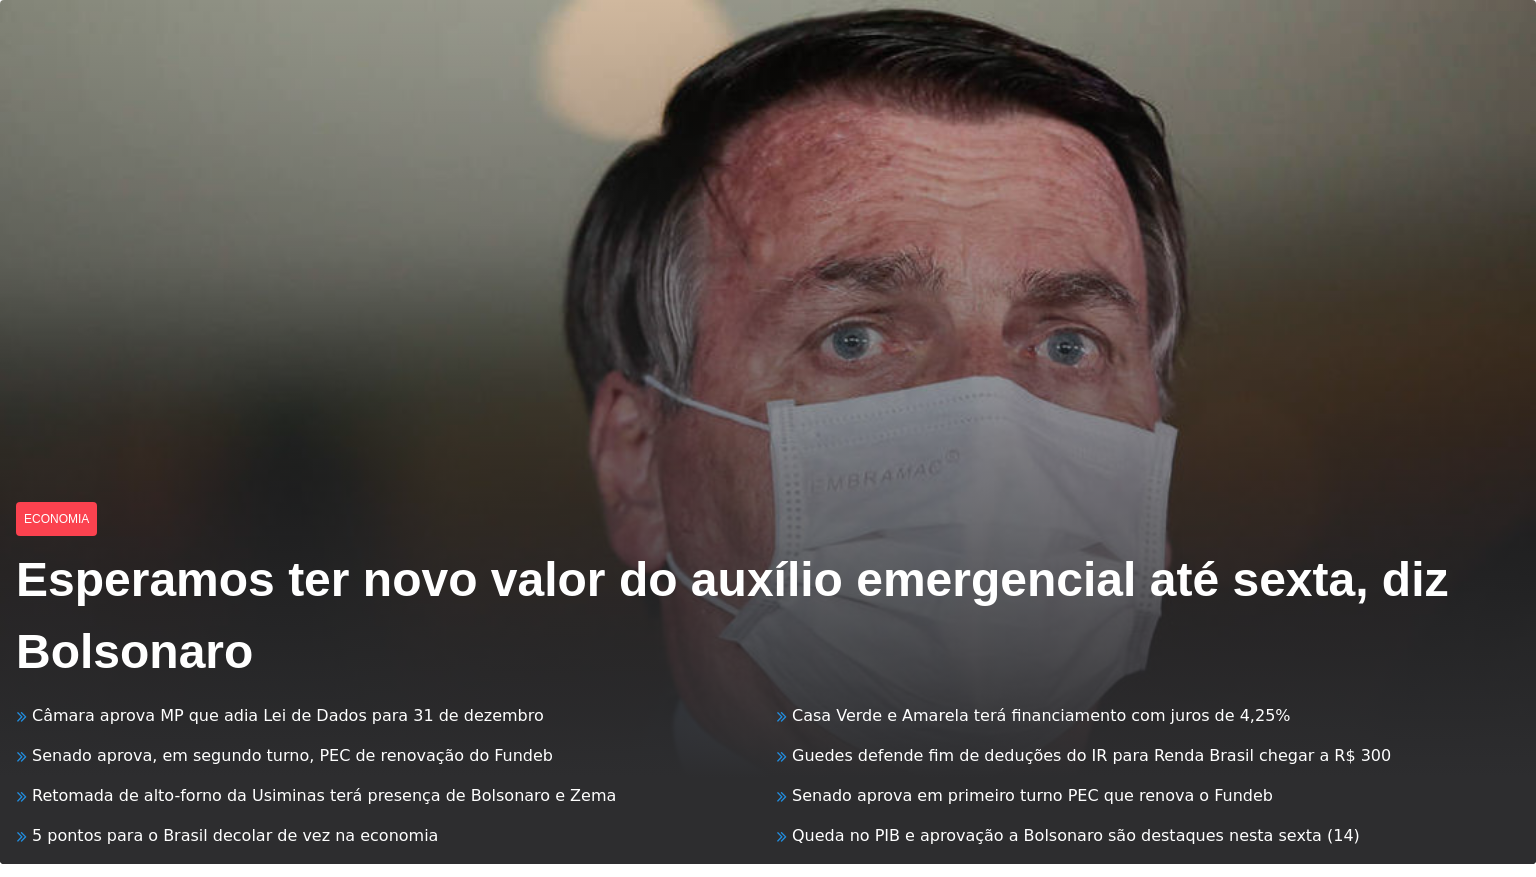 EMBRAMAC®
ECONOMIA
Esperamos ter novo valor do auxílio emergencial até sexta, diz
Bolsonaro
Câmara aprova MP que adia Lei de Dados para 31 de dezembro
Senado aprova, em segundo turno, PEC de renovação do Fundeb
Retomada de alto-forno da Usiminas terá presença de Bolsonaro e Zema
5 pontos para o Brasil decolar de vez na economia
Casa Verde e Amarela terá financiamento com juros de 4,25%
Guedes defende fim de deduções do IR para Renda Brasil chegar a R$ 300
Senado aprova em primeiro turno PEC que renova o Fundeb
Queda no PIB e aprovação a Bolsonaro são destaques nesta sexta (14)